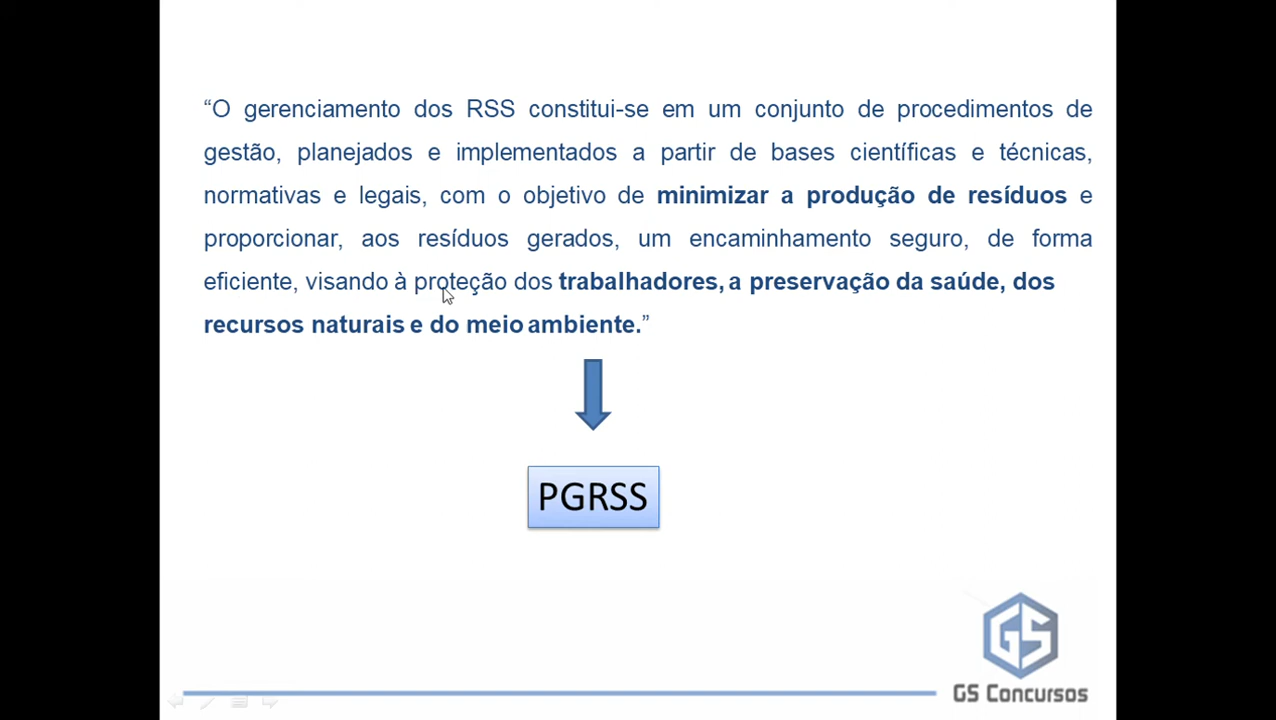 “O gerenciamento dos RSS constitui-se em um conjunto de procedimentos de
gestão, planejados e implementados a partir de bases científicas e técnicas,
normativas e legais, com o objetivo de minimizar a produção de resíduos e
proporcionar, aos resíduos gerados, um encaminhamento seguro, de forma
eficiente, visando à proteção dos trabalhadores, a preservação da saúde, dos
recursos naturais e do meio ambiente.”
PGRSS
GS
GS Concursos